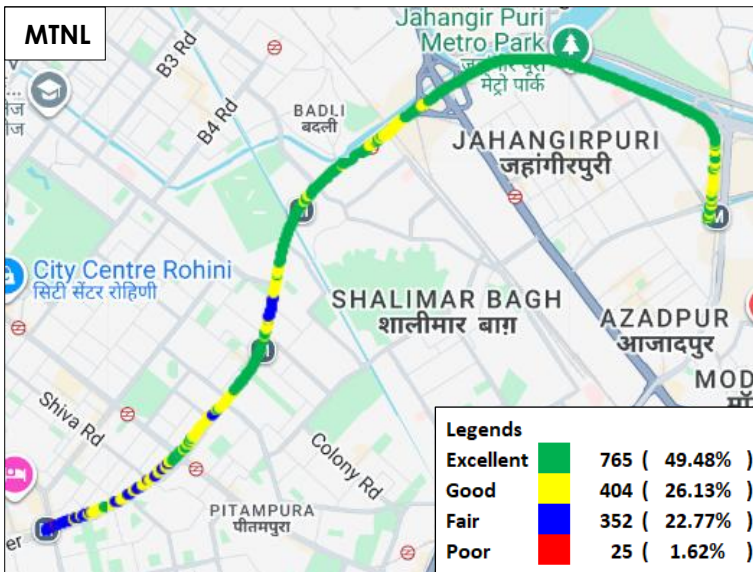 MTNL
Jahangir Puri
Metro Park
मेट्रो पार्क
B3 Rd
B4 Rd
BADLI
बदली
JAHANGIRPURI
जहांगीरपुरी
M
City Centre Rohini
सिटी सेंटर रोहिणी
SHALIMAR BAGH
शालीमार बाग़
AZADPUR
आजादपुर
MOD
Shiva Rd
Colony Rd
PITAMPURA
पीतमपुरा
er
Legends
Excellent 765 ( 49.48% )
Good 404 ( 26.13% )
Fair 352 ( 22.77% )
Poor 25 ( 1.62% )